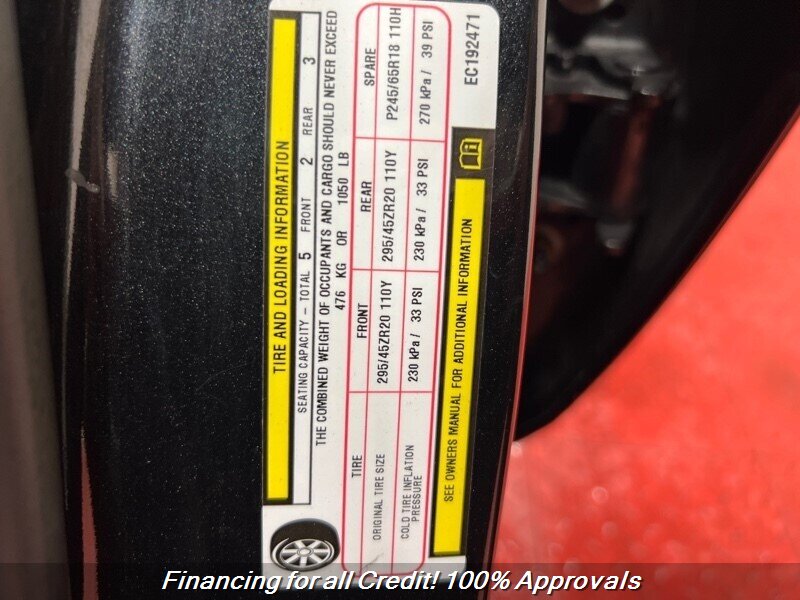 TIRE AND LOADING INFORMATION
SEATING CAPACITY - TOTAL 5 FRONT 2 REAR 3
THE COMBINED WEIGHT OF OCCUPANTS AND CARGO SHOULD NEVER EXCEED
476 KG OR 1050 LB
TIRE FRONT REAR SPARE
ORIGINAL TIRE SIZE 295/45ZR20 110Y 295/45ZR20 110Y P245/65R18 110H
COLD TIRE INFLATION
PRESSURE 230 kPa / 33 PSI 230 kPa / 33 PSI 270 kPa / 39 PSI
SEE OWNERS MANUAL FOR ADDITIONAL INFORMATION
EC192471
Financing for all Credit! 100% Approvals